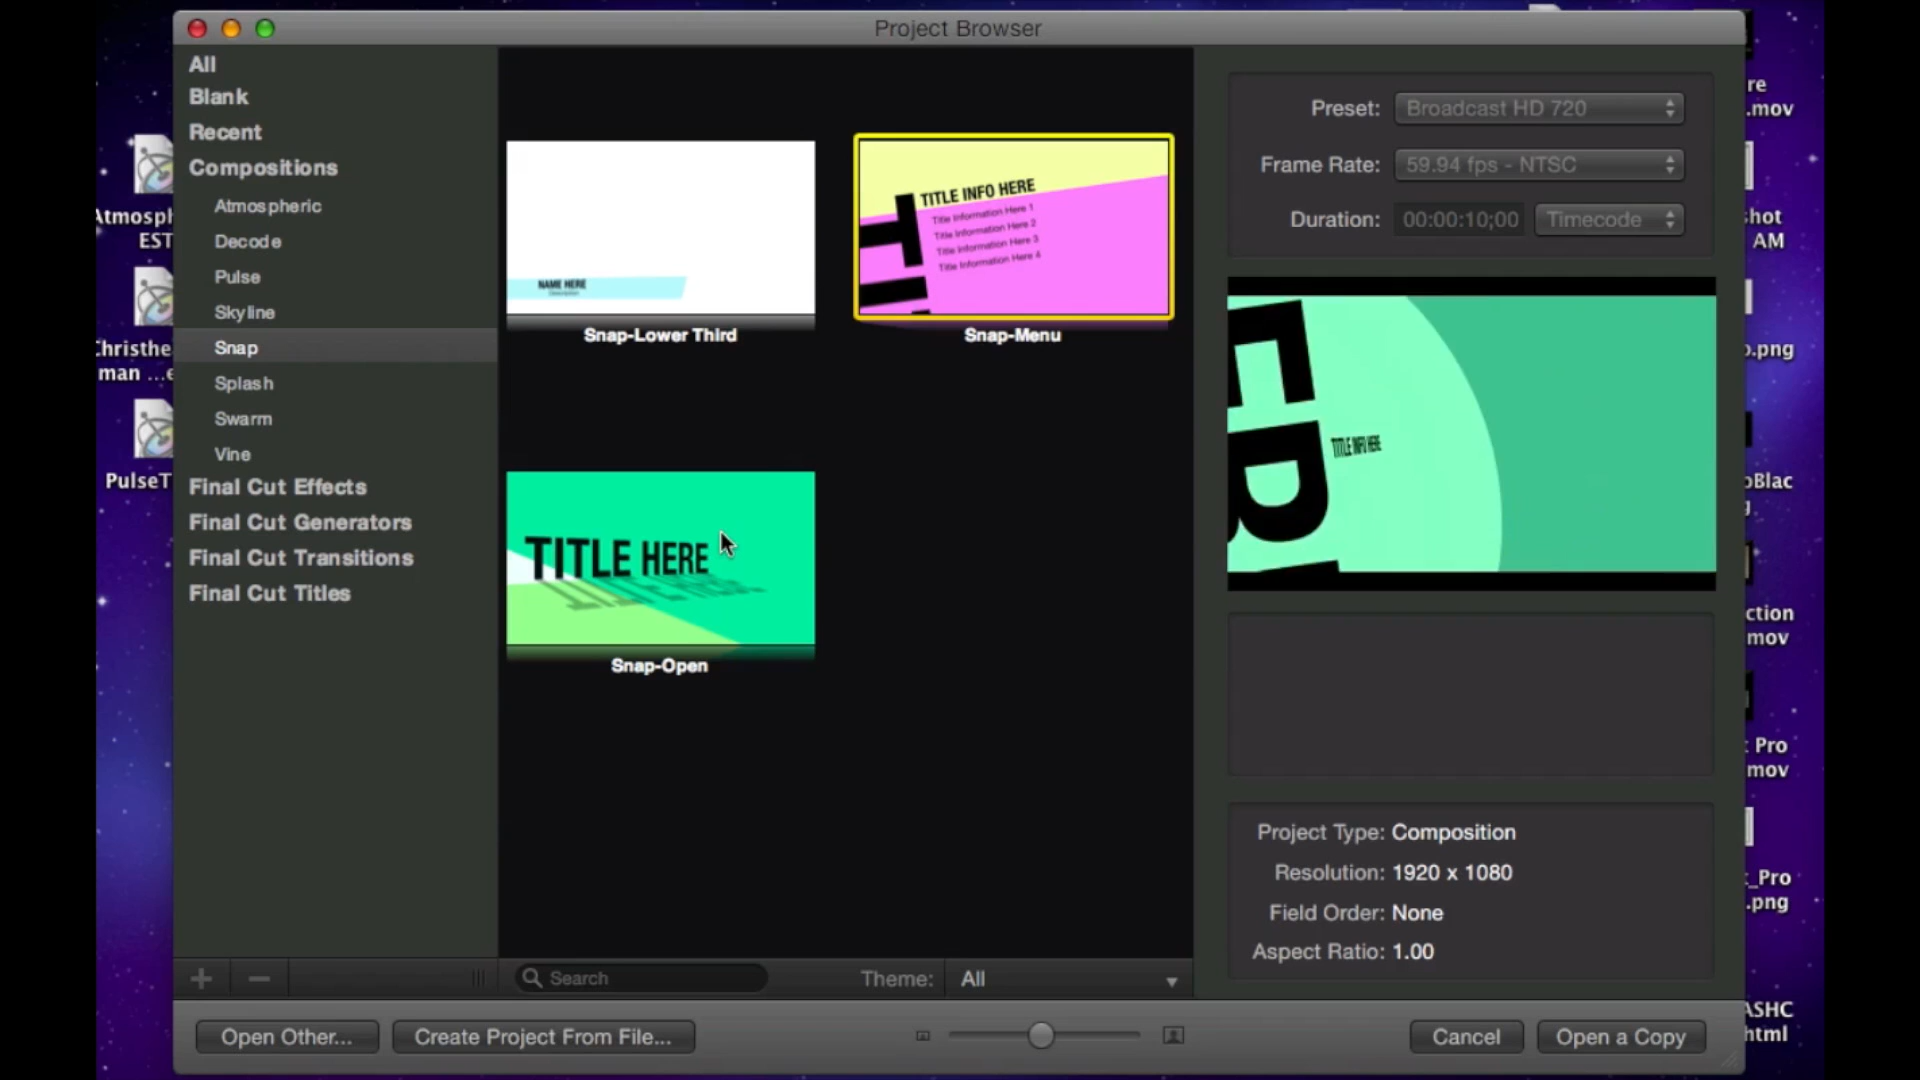 Project Browser
All
Blank
Recent
Compositions
Atmospheric
Decode
Pulse
Skyline
Snap
Splash
Swarm
Vine
Final Cut Effects
Final Cut Generators
Final Cut Transitions
Final Cut Titles
NAME HERE
Description
Snap-Lower Third
TITLE INFO HERE
Title Information Here 1
Title Information Here 2
Title Information Here 3
Title Information Here 4
Snap-Menu
TITLE HERE
Snap-Open
Preset: Broadcast HD 720
Frame Rate: 59.94 fps - NTSC
Duration: 00:00:10;00 Timecode
TITLE INFO HERE
Project Type: Composition
Resolution: 1920 x 1080
Field Order: None
Aspect Ratio: 1.00
Search
Theme: All
Open Other...
Create Project From File...
Cancel
Open a Copy
Atmosph
EST
Christhe
man ...e
PulseT
re
.mov
shot
AM
o.png
oBlac
ction
mov
t Pro
mov
t_Pro
.png
ASHC
html